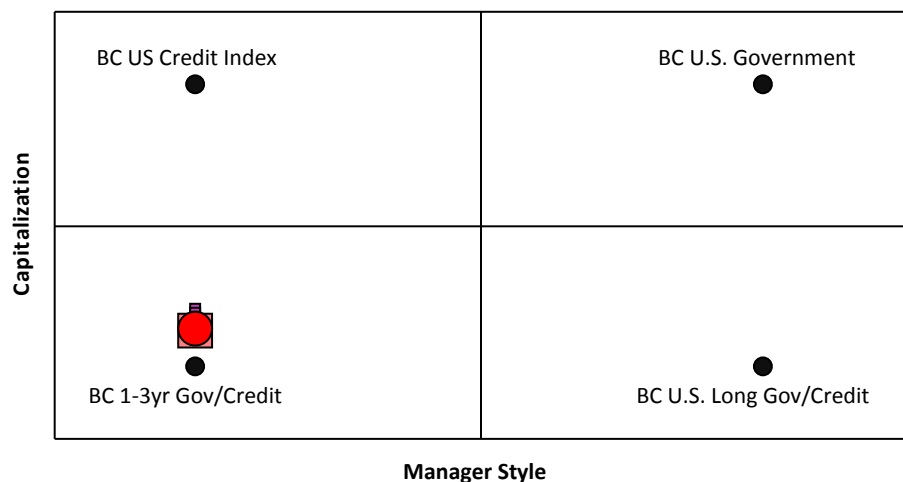 BC US Credit Index
BC U.S. Government
Capitalization
BC 1-3yr Gov/Credit
BC U.S. Long Gov/Credit
Manager Style